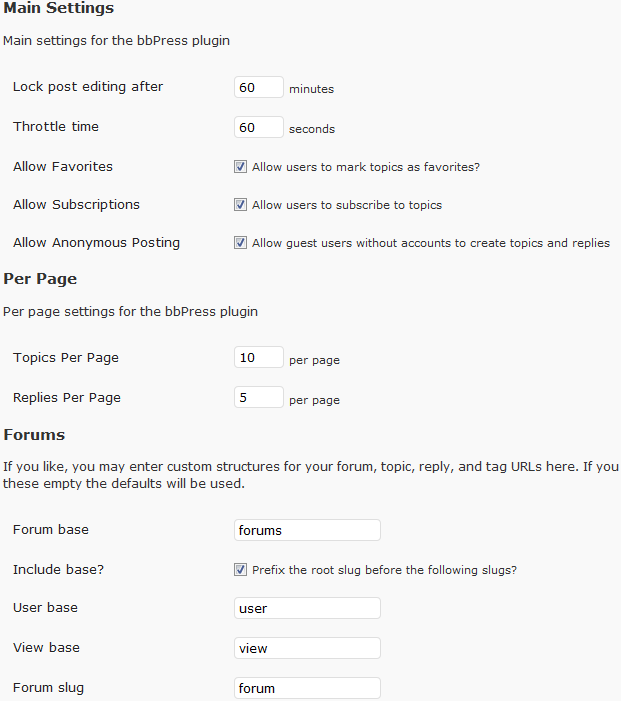 Main Settings
Main settings for the bbPress plugin
Lock post editing after 60 minutes
Throttle time 60 seconds
Allow Favorites Allow users to mark topics as favorites?
Allow Subscriptions Allow users to subscribe to topics
Allow Anonymous Posting Allow guest users without accounts to create topics and replies
Per Page
Per page settings for the bbPress plugin
Topics Per Page 10 per page
Replies Per Page 5 per page
Forums
If you like, you may enter custom structures for your forum, topic, reply, and tag URLs here. If you
these empty the defaults will be used.
Forum base forums
Include base? Prefix the root slug before the following slugs?
User base user
View base view
Forum slug forum